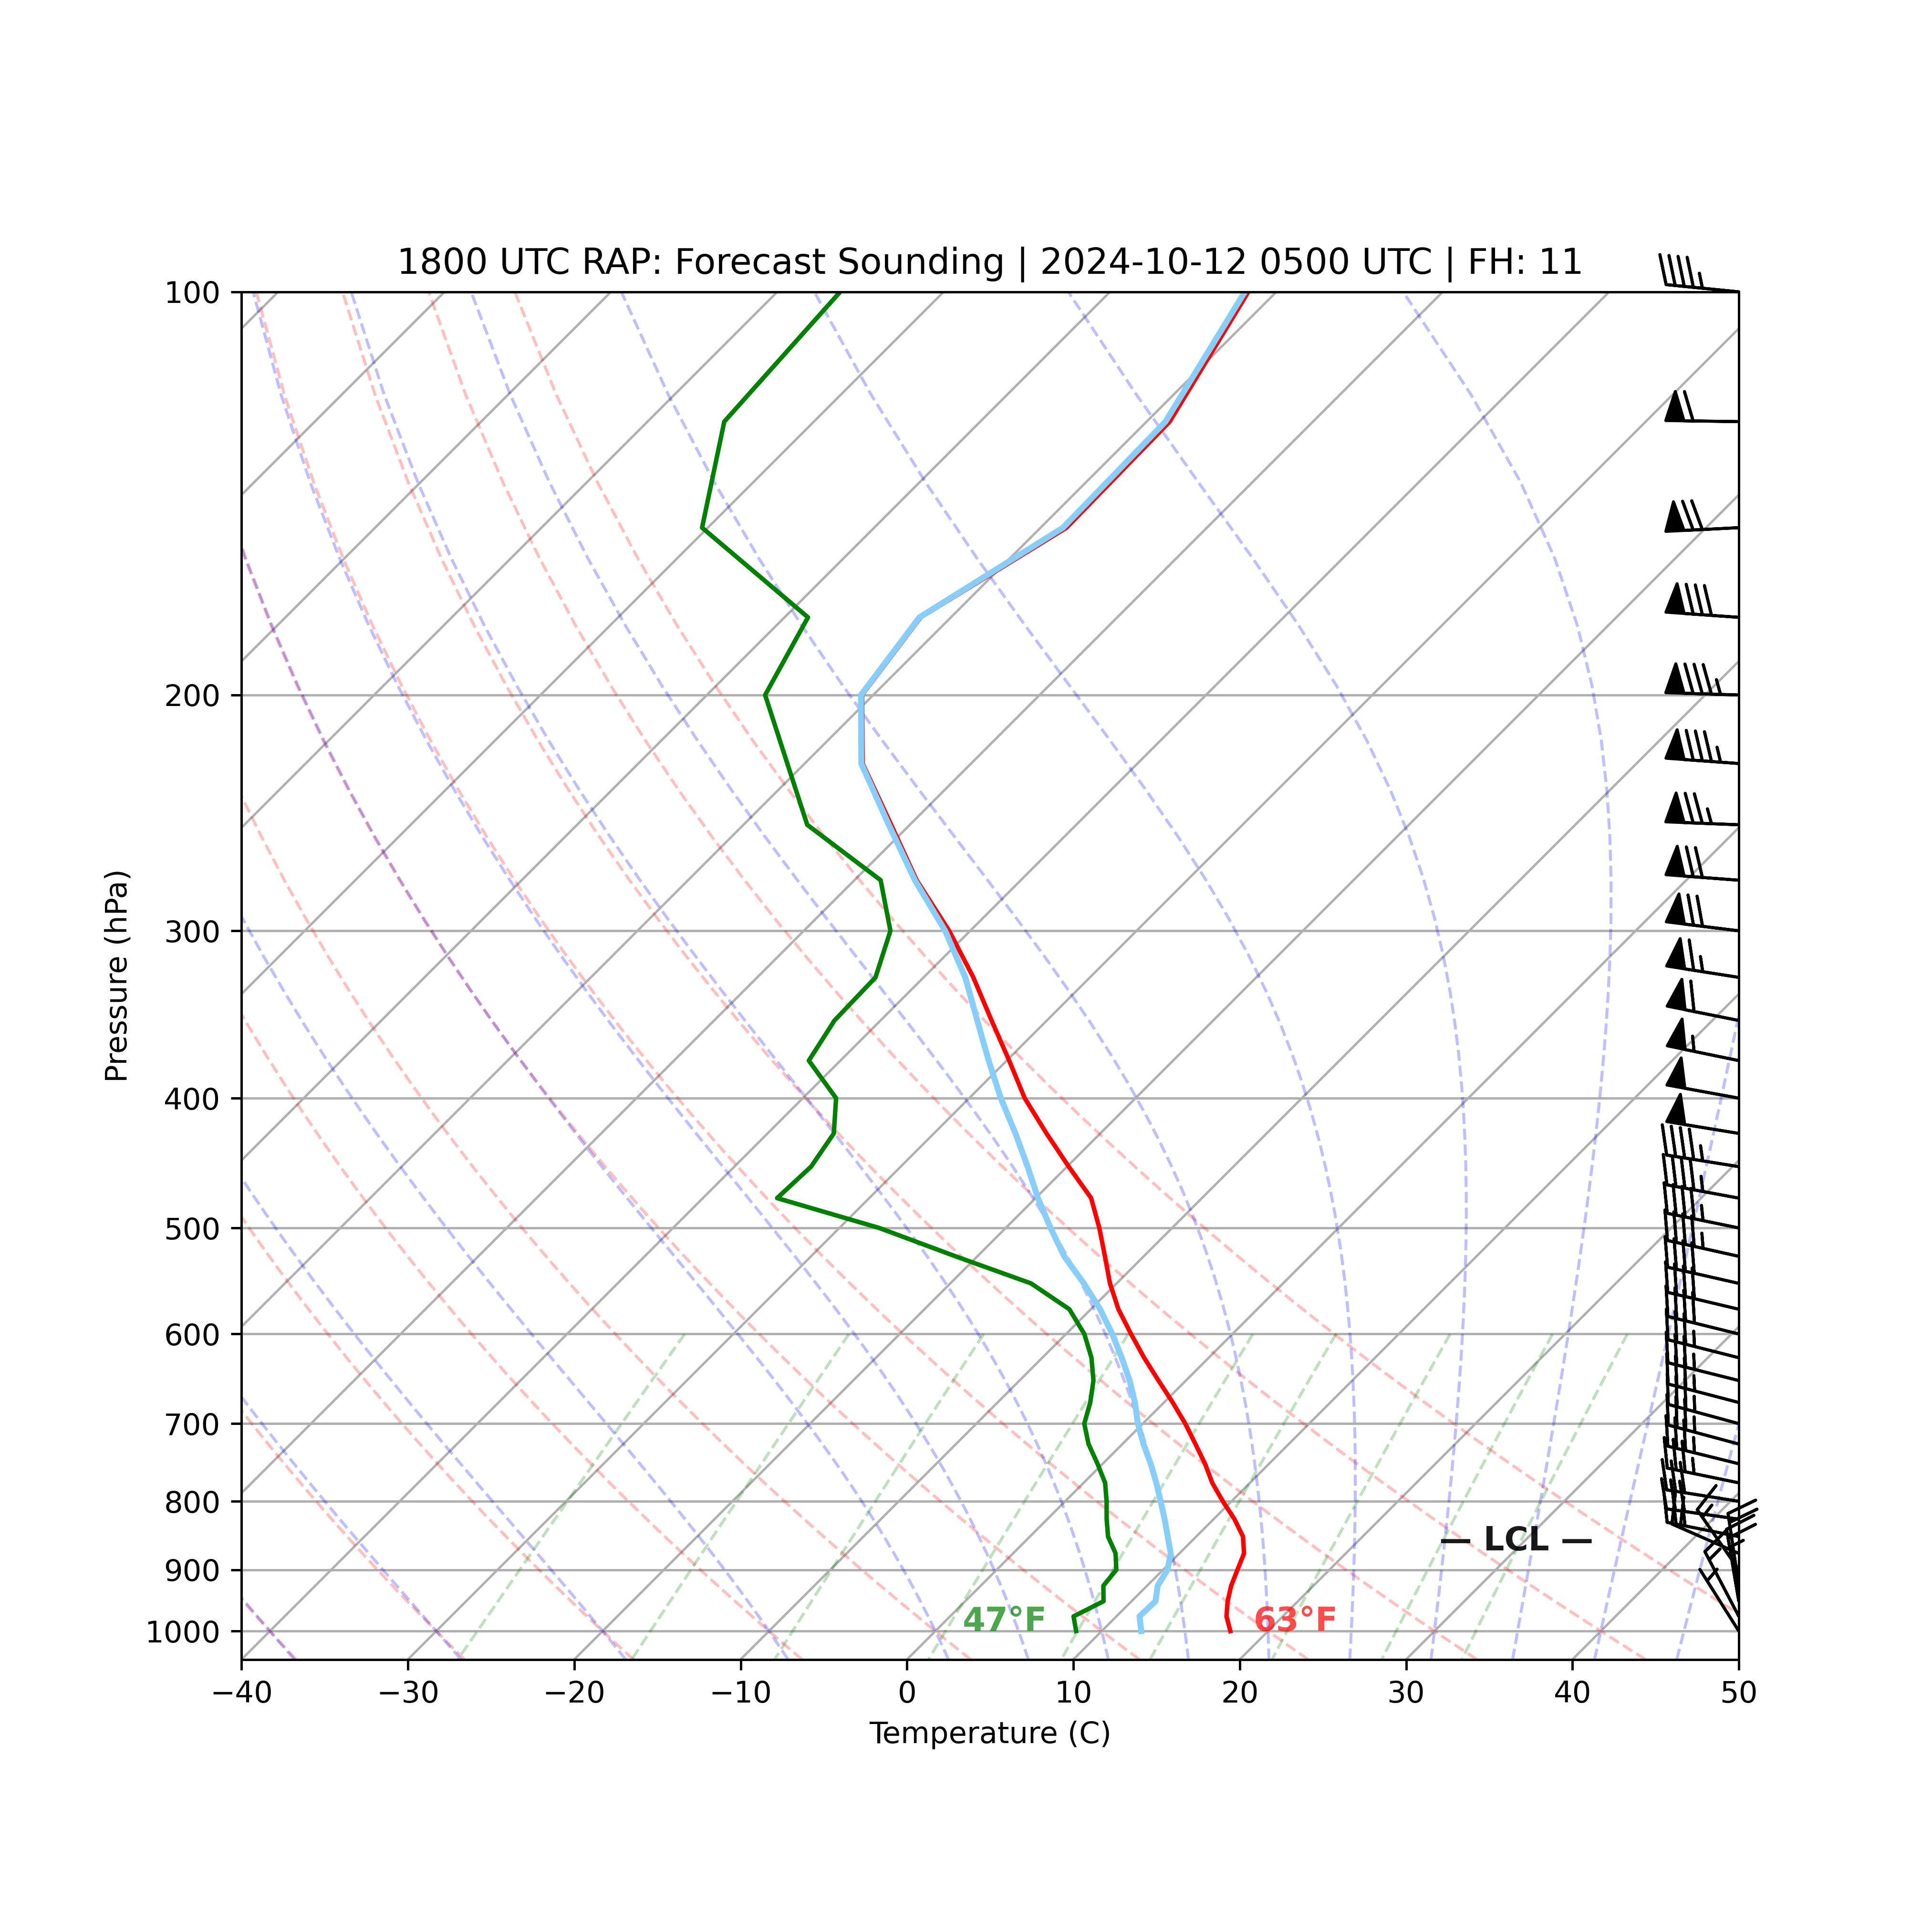 1800 UTC RAP: Forecast Sounding | 2024-10-12 0500 UTC | FH: 11
100
200
300
400
500
600
700
800
900
1000
Pressure (hPa)
— LCL —
47°F
63°F
−40 −30 −20 −10 0 10 20 30 40 50
Temperature (C)